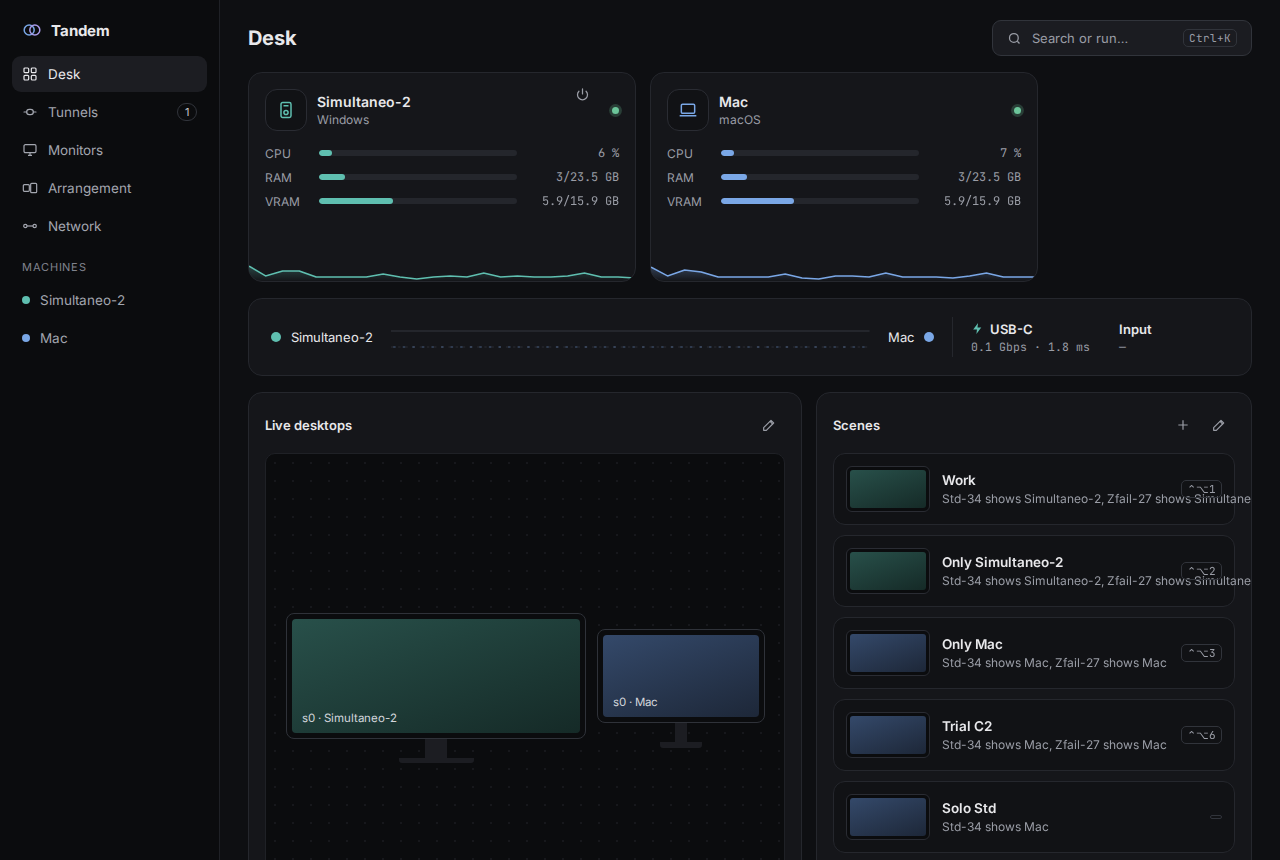 Tandem
Desk
Tunnels 1
Monitors
Arrangement
Network
MACHINES
Simultaneo-2
Mac
Desk
Search or run... Ctrl+K
Simultaneo-2
Windows
CPU 6 %
RAM 3/23.5 GB
VRAM 5.9/15.9 GB
Mac
macOS
CPU 7 %
RAM 3/23.5 GB
VRAM 5.9/15.9 GB
Simultaneo-2
Mac
USB-C
0.1 Gbps · 1.8 ms
Input
—
Live desktops
s0 · Simultaneo-2
s0 · Mac
Scenes
Work
Std-34 shows Simultaneo-2, Zfail-27 shows Simultane
⌃⌥1
Only Simultaneo-2
Std-34 shows Simultaneo-2, Zfail-27 shows Simultane
⌃⌥2
Only Mac
Std-34 shows Mac, Zfail-27 shows Mac
⌃⌥3
Trial C2
Std-34 shows Mac, Zfail-27 shows Mac
⌃⌥6
Solo Std
Std-34 shows Mac